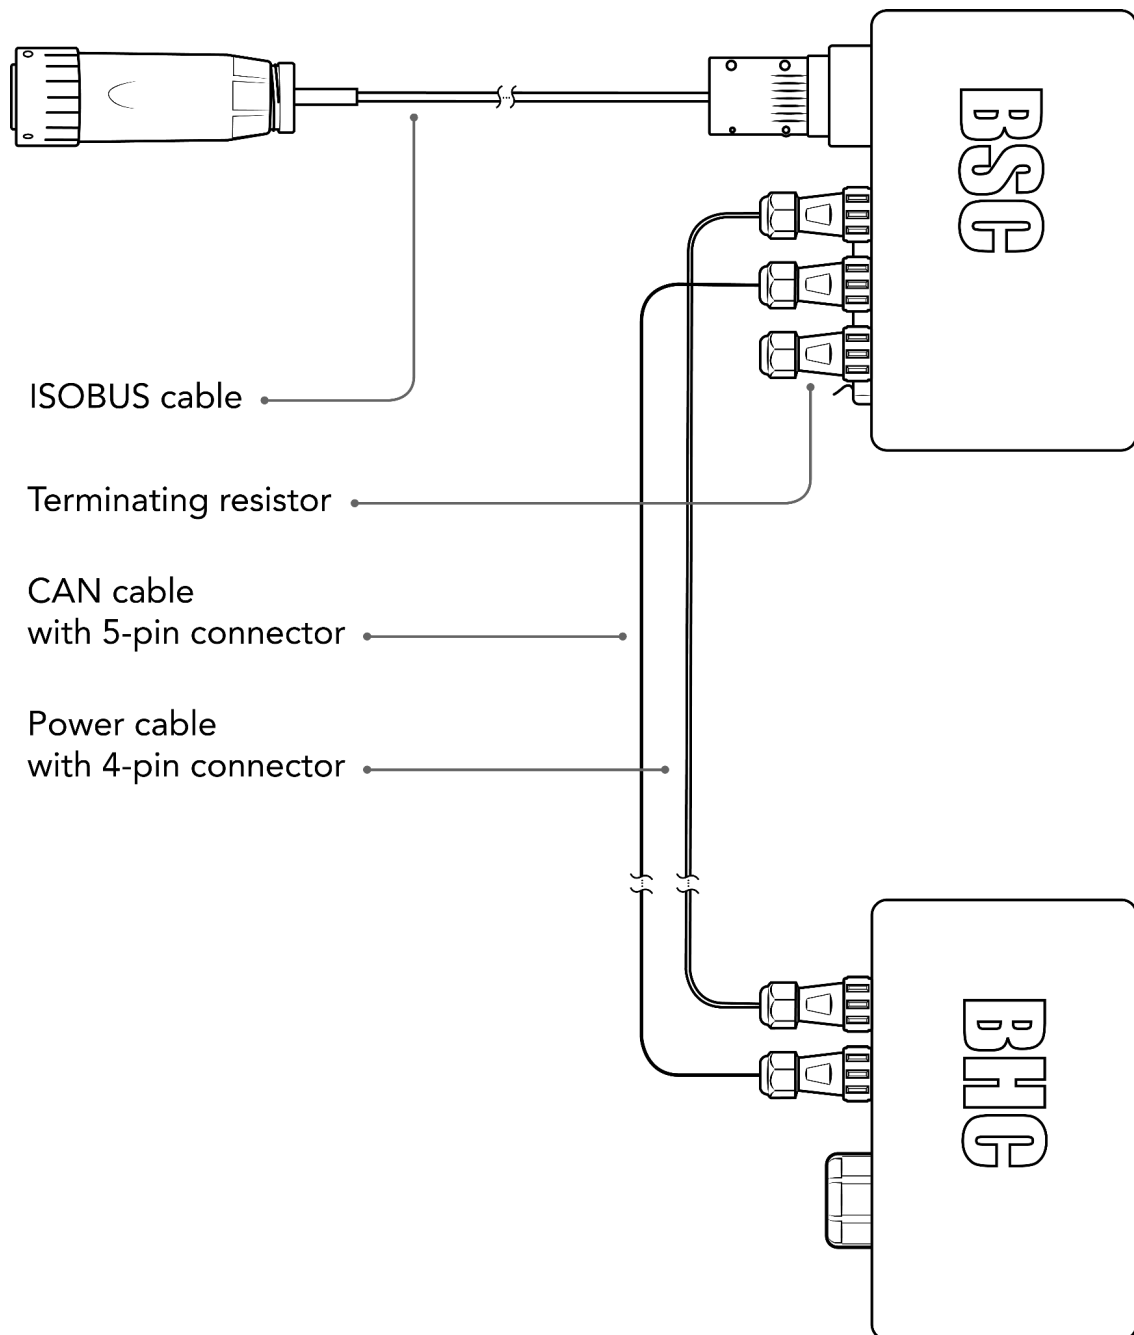 BSC
ISOBUS cable
Terminating resistor
CAN cable
with 5-pin connector
Power cable
with 4-pin connector
BHC